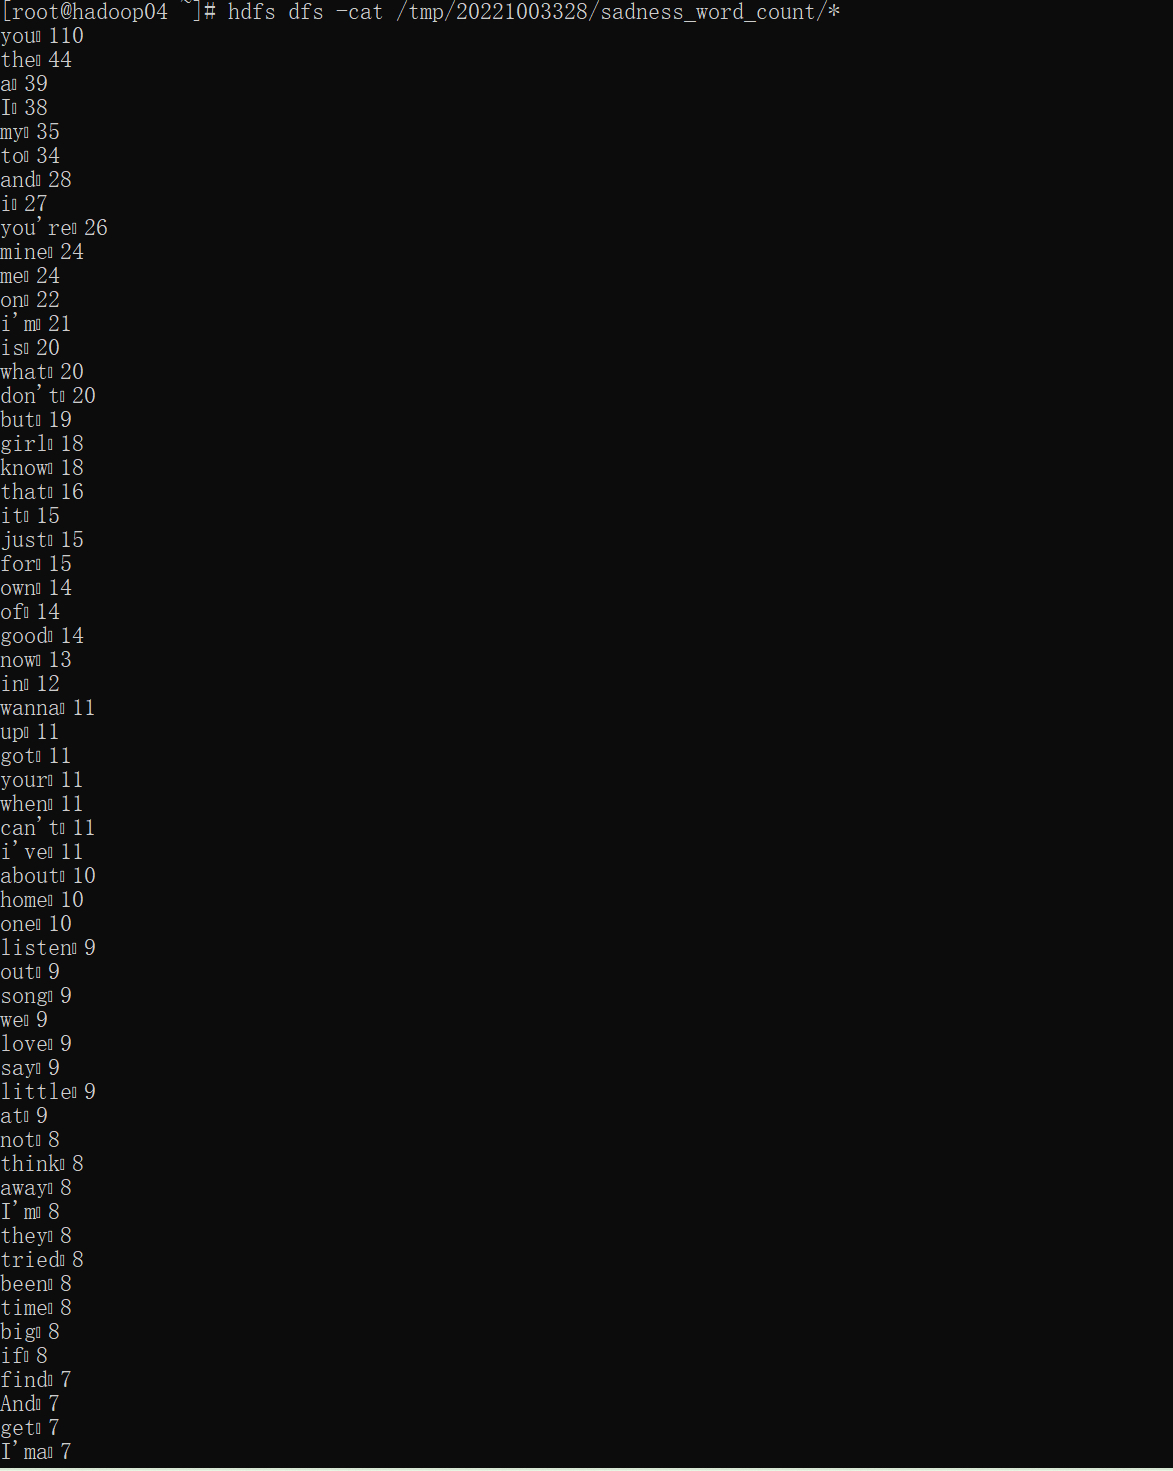 [root@hadoop04 ~]# hdfs dfs -cat /tmp/20221003328/sadness_word_count/*
you 110
the 44
a 39
I 38
my 35
to 34
and 28
i 27
you're 26
mine 24
me 24
on 22
i'm 21
is 20
what 20
don't 20
but 19
girl 18
know 18
that 16
it 15
just 15
for 15
own 14
of 14
good 14
now 13
in 12
wanna 11
up 11
got 11
your 11
when 11
can't 11
i've 11
about 10
home 10
one 10
listen 9
out 9
song 9
we 9
love 9
say 9
little 9
at 9
not 8
think 8
away 8
I'm 8
they 8
tried 8
been 8
time 8
big 8
if 8
find 7
And 7
get 7
I'ma 7